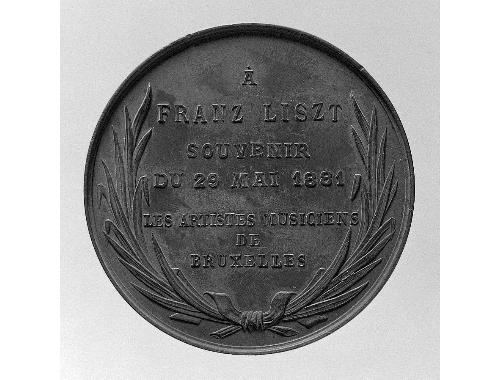 À
FRANZ LISZT
SOUVENIR
DU 29 MAI 1881
LES ARTISTES MUSICIENS
DE
BRUXELLES